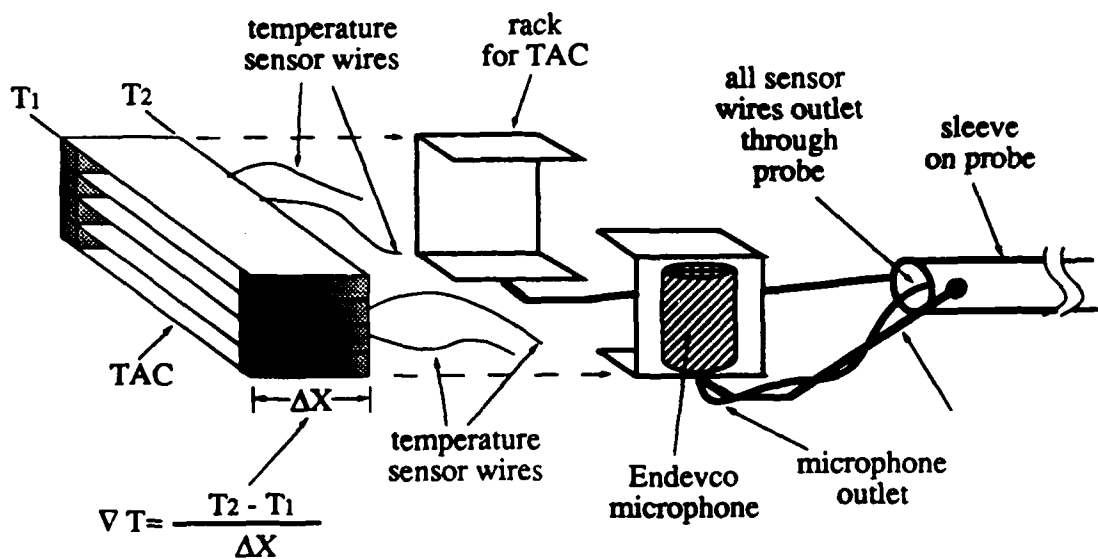 temperature
sensor wires
rack
for TAC
all sensor
wires outlet
through
probe
sleeve
on probe
T1
T2
TAC
ΔX
temperature
sensor wires
Endevco
microphone
microphone
outlet
∇ T = T2 - T1
ΔX